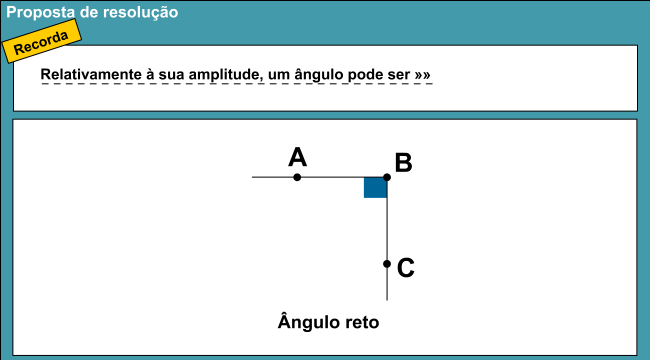 Proposta de resolução
Recorda
Relativamente à sua amplitude, um ângulo pode ser »»
A
B
C
Ângulo reto